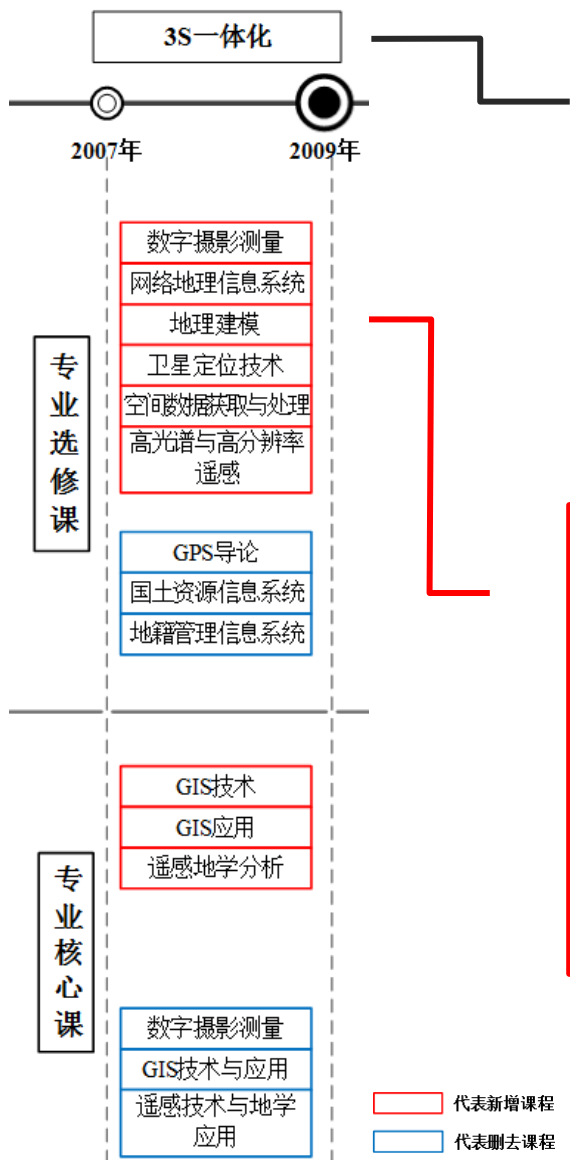 3S一体化
2007年
2009年
专业选修课
数字摄影测量
网络地理信息系统
地理建模
卫星定位技术
空间数据获取与处理
高光谱与高分辨率
遥感
GPS导论
国土资源信息系统
地籍管理信息系统
专业核心课
GIS技术
GIS应用
遥感地学分析
数字摄影测量
GIS技术与应用
遥感技术与地学
应用
代表新增课程
代表删去课程